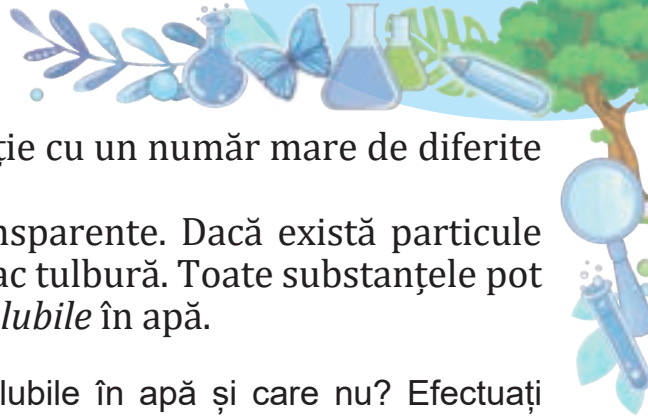 ție cu un număr mare de diferite
nsparente. Dacă există particule
ac tulbură. Toate substanțele pot
lubile în apă.
lubile în apă și care nu? Efectuați